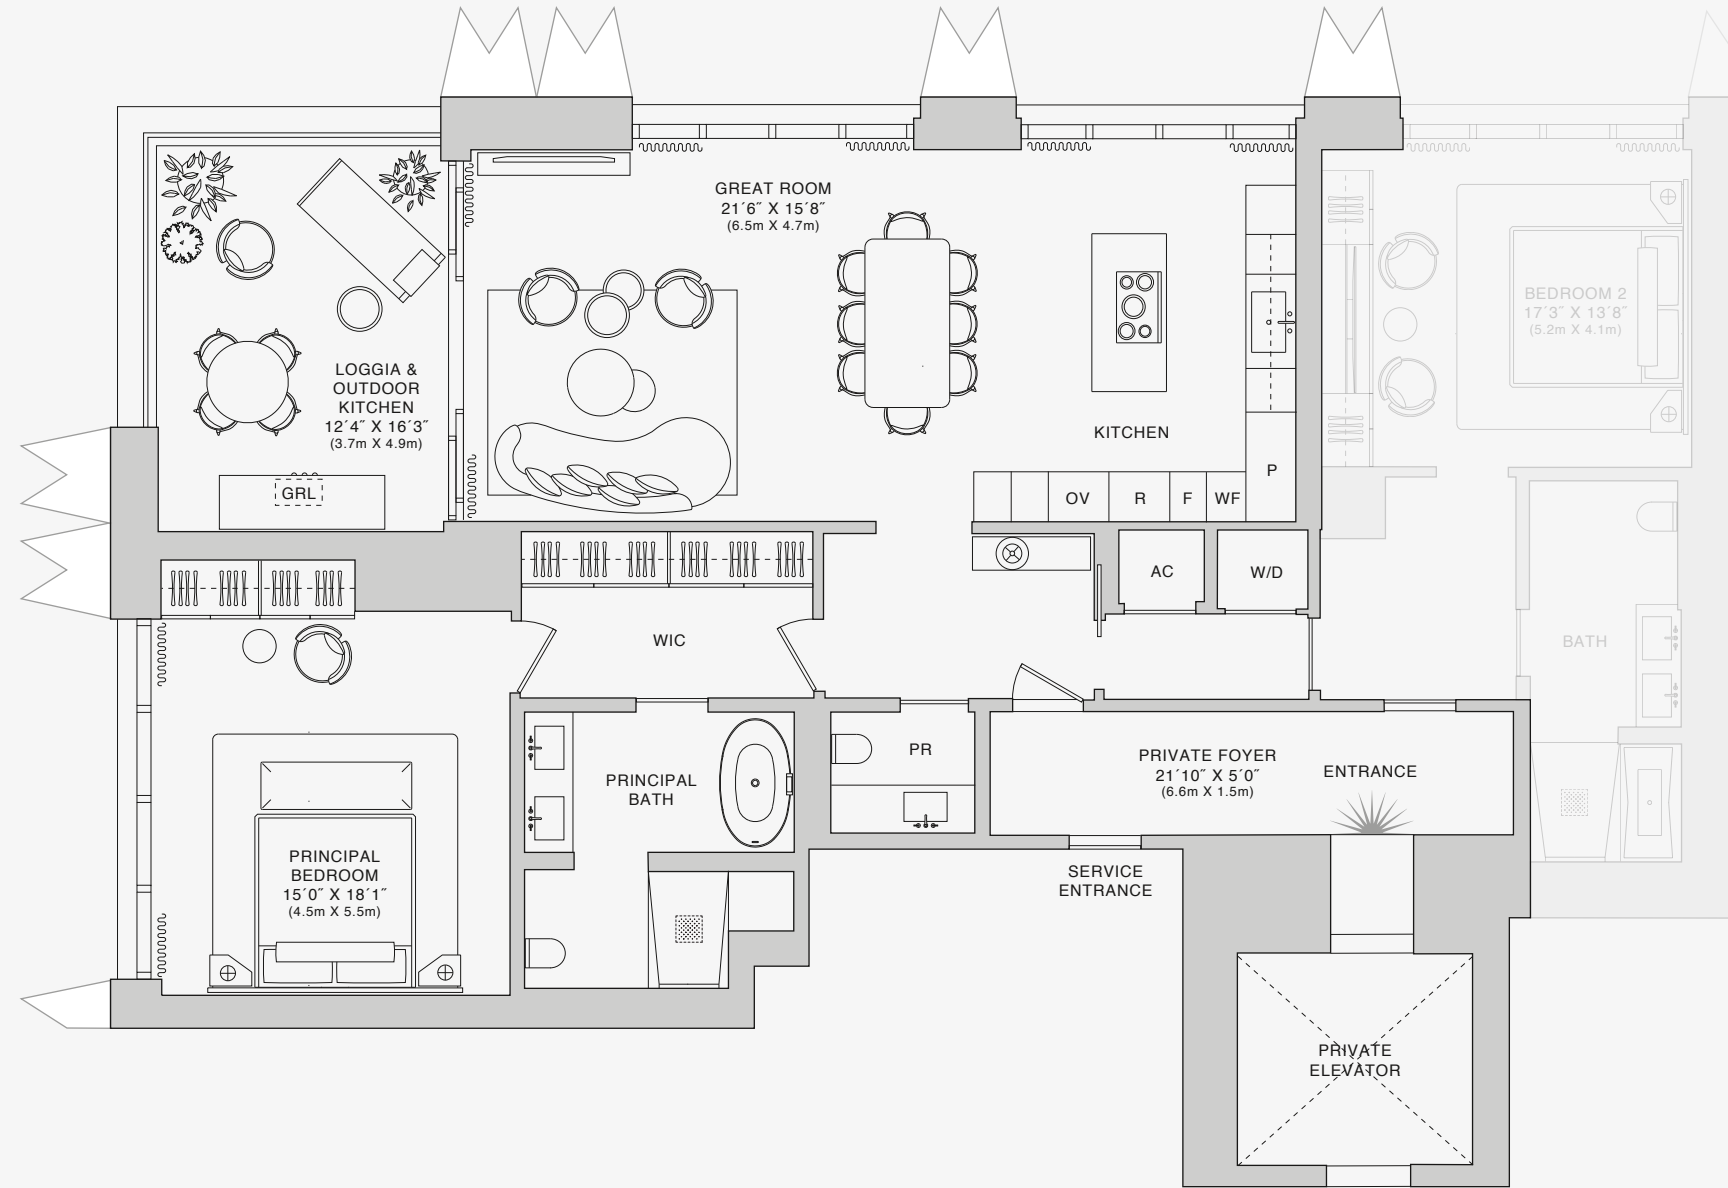 GREAT ROOM
21´6˝ X 15´8˝
(6.5m X 4.7m)
LOGGIA &
OUTDOOR
KITCHEN
12´4˝ X 16´3˝
(3.7m X 4.9m)
GRL
KITCHEN
OV
R
F
WF
P
BEDROOM 2
17´3˝ X 13´8˝
(5.2m X 4.1m)
AC
W/D
WIC
BATH
PRINCIPAL
BATH
PR
PRIVATE FOYER
21´10˝ X 5´0˝
(6.6m X 1.5m)
ENTRANCE
PRINCIPAL
BEDROOM
15´0˝ X 18´1˝
(4.5m X 5.5m)
SERVICE
ENTRANCE
PRIVATE
ELEVATOR